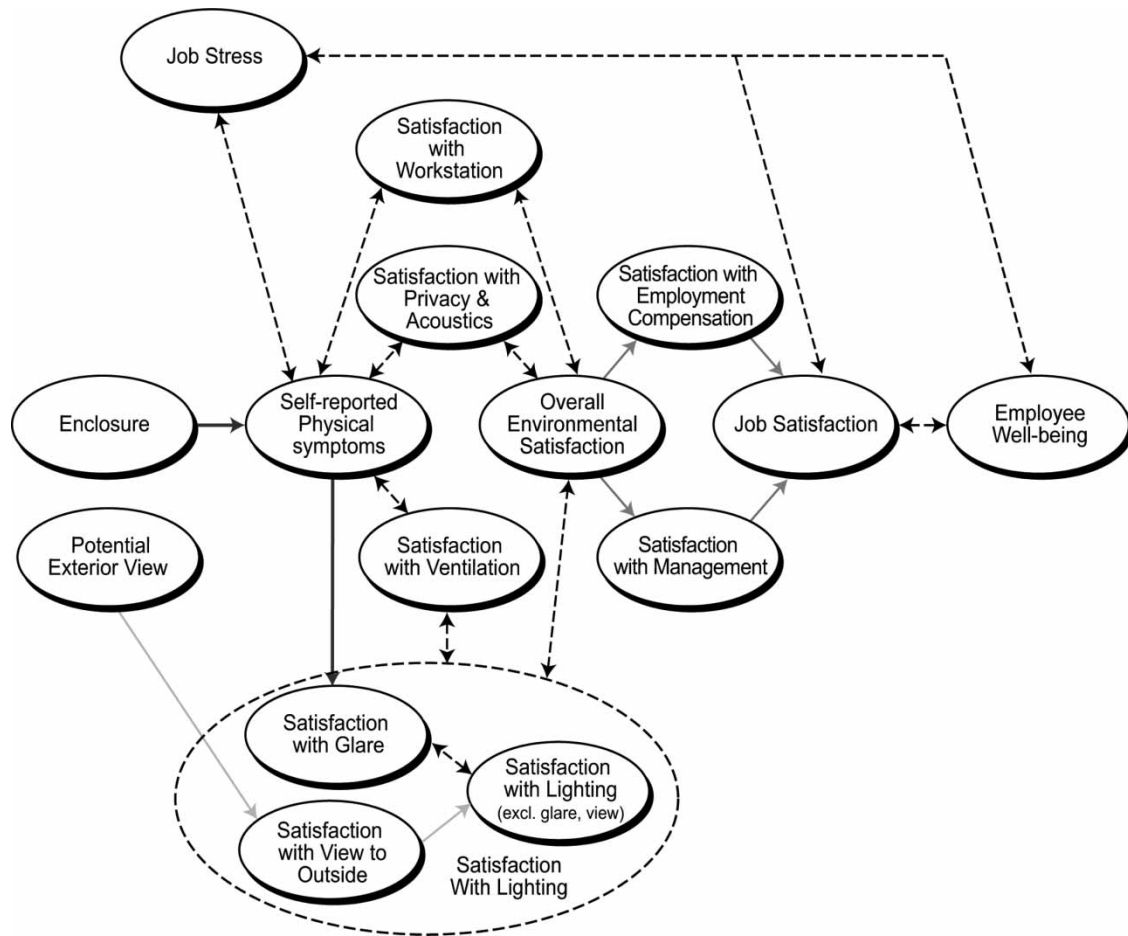 Job Stress
Satisfaction
with
Workstation
Satisfaction with
Privacy &
Acoustics
Satisfaction with
Employment
Compensation
Enclosure
Self-reported
Physical
symptoms
Overall
Environmental
Satisfaction
Job Satisfaction
Employee
Well-being
Potential
Exterior View
Satisfaction
with Ventilation
Satisfaction
with Management
Satisfaction
with Glare
Satisfaction
with Lighting
(excl. glare, view)
Satisfaction
with View to
Outside
Satisfaction
With Lighting